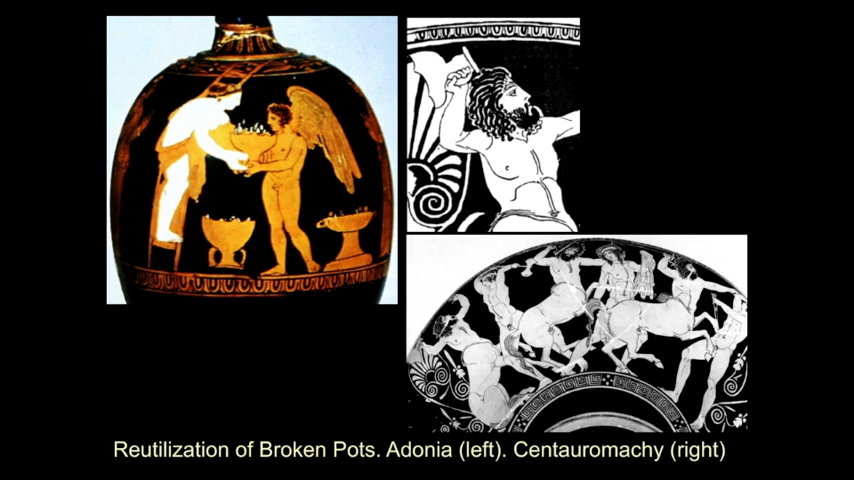 Reutilization of Broken Pots. Adonia (left). Centauromachy (right)